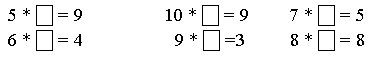 5 * □ = 9 10 * □ = 9 7 * □ = 5
6 * □ = 4 9 * □ =3 8 * □ = 8